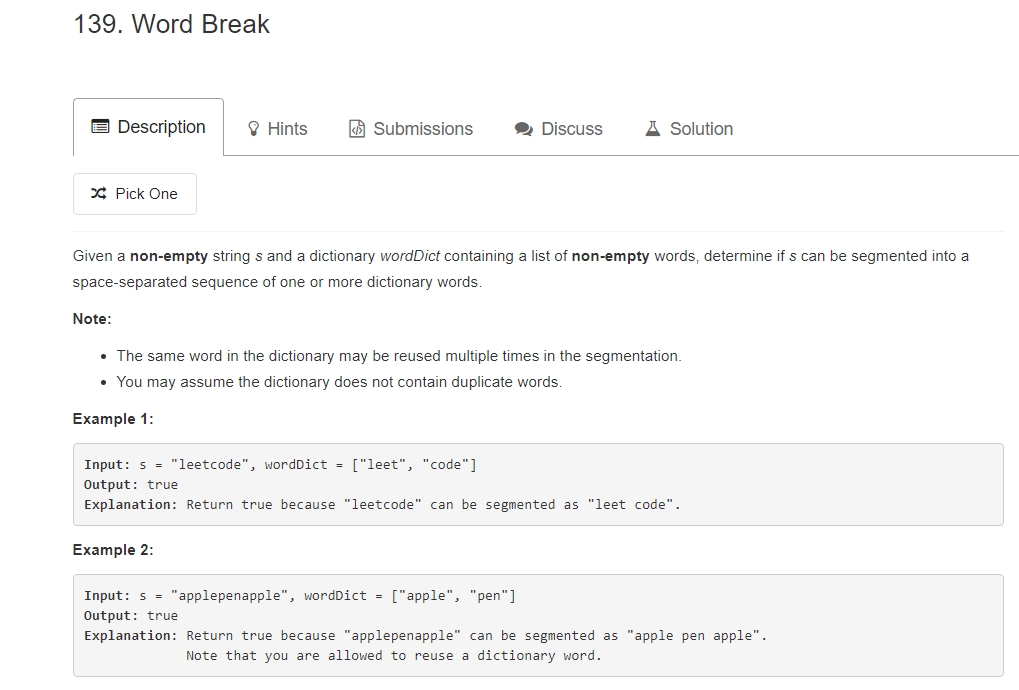 139. Word Break
Description
Hints
Submissions
Discuss
Solution
Pick One
Given a non-empty string s and a dictionary wordDict containing a list of non-empty words, determine if s can be segmented into a
space-separated sequence of one or more dictionary words.
Note:
• The same word in the dictionary may be reused multiple times in the segmentation.
• You may assume the dictionary does not contain duplicate words.
Example 1:
Input: s = "leetcode", wordDict = ["leet", "code"]
Output: true
Explanation: Return true because "leetcode" can be segmented as "leet code".
Example 2:
Input: s = "applepenapple", wordDict = ["apple", "pen"]
Output: true
Explanation: Return true because "applepenapple" can be segmented as "apple pen apple".
Note that you are allowed to reuse a dictionary word.